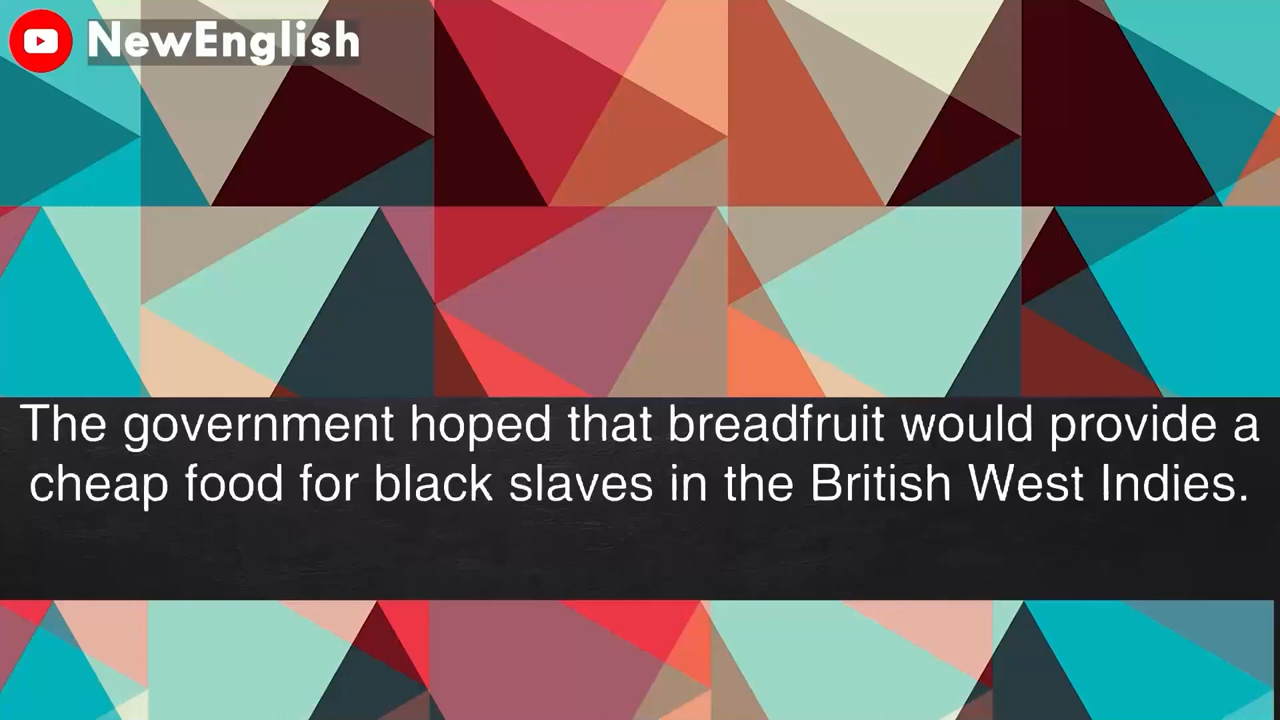 NewEnglish
The government hoped that breadfruit would provide a
cheap food for black slaves in the British West Indies.